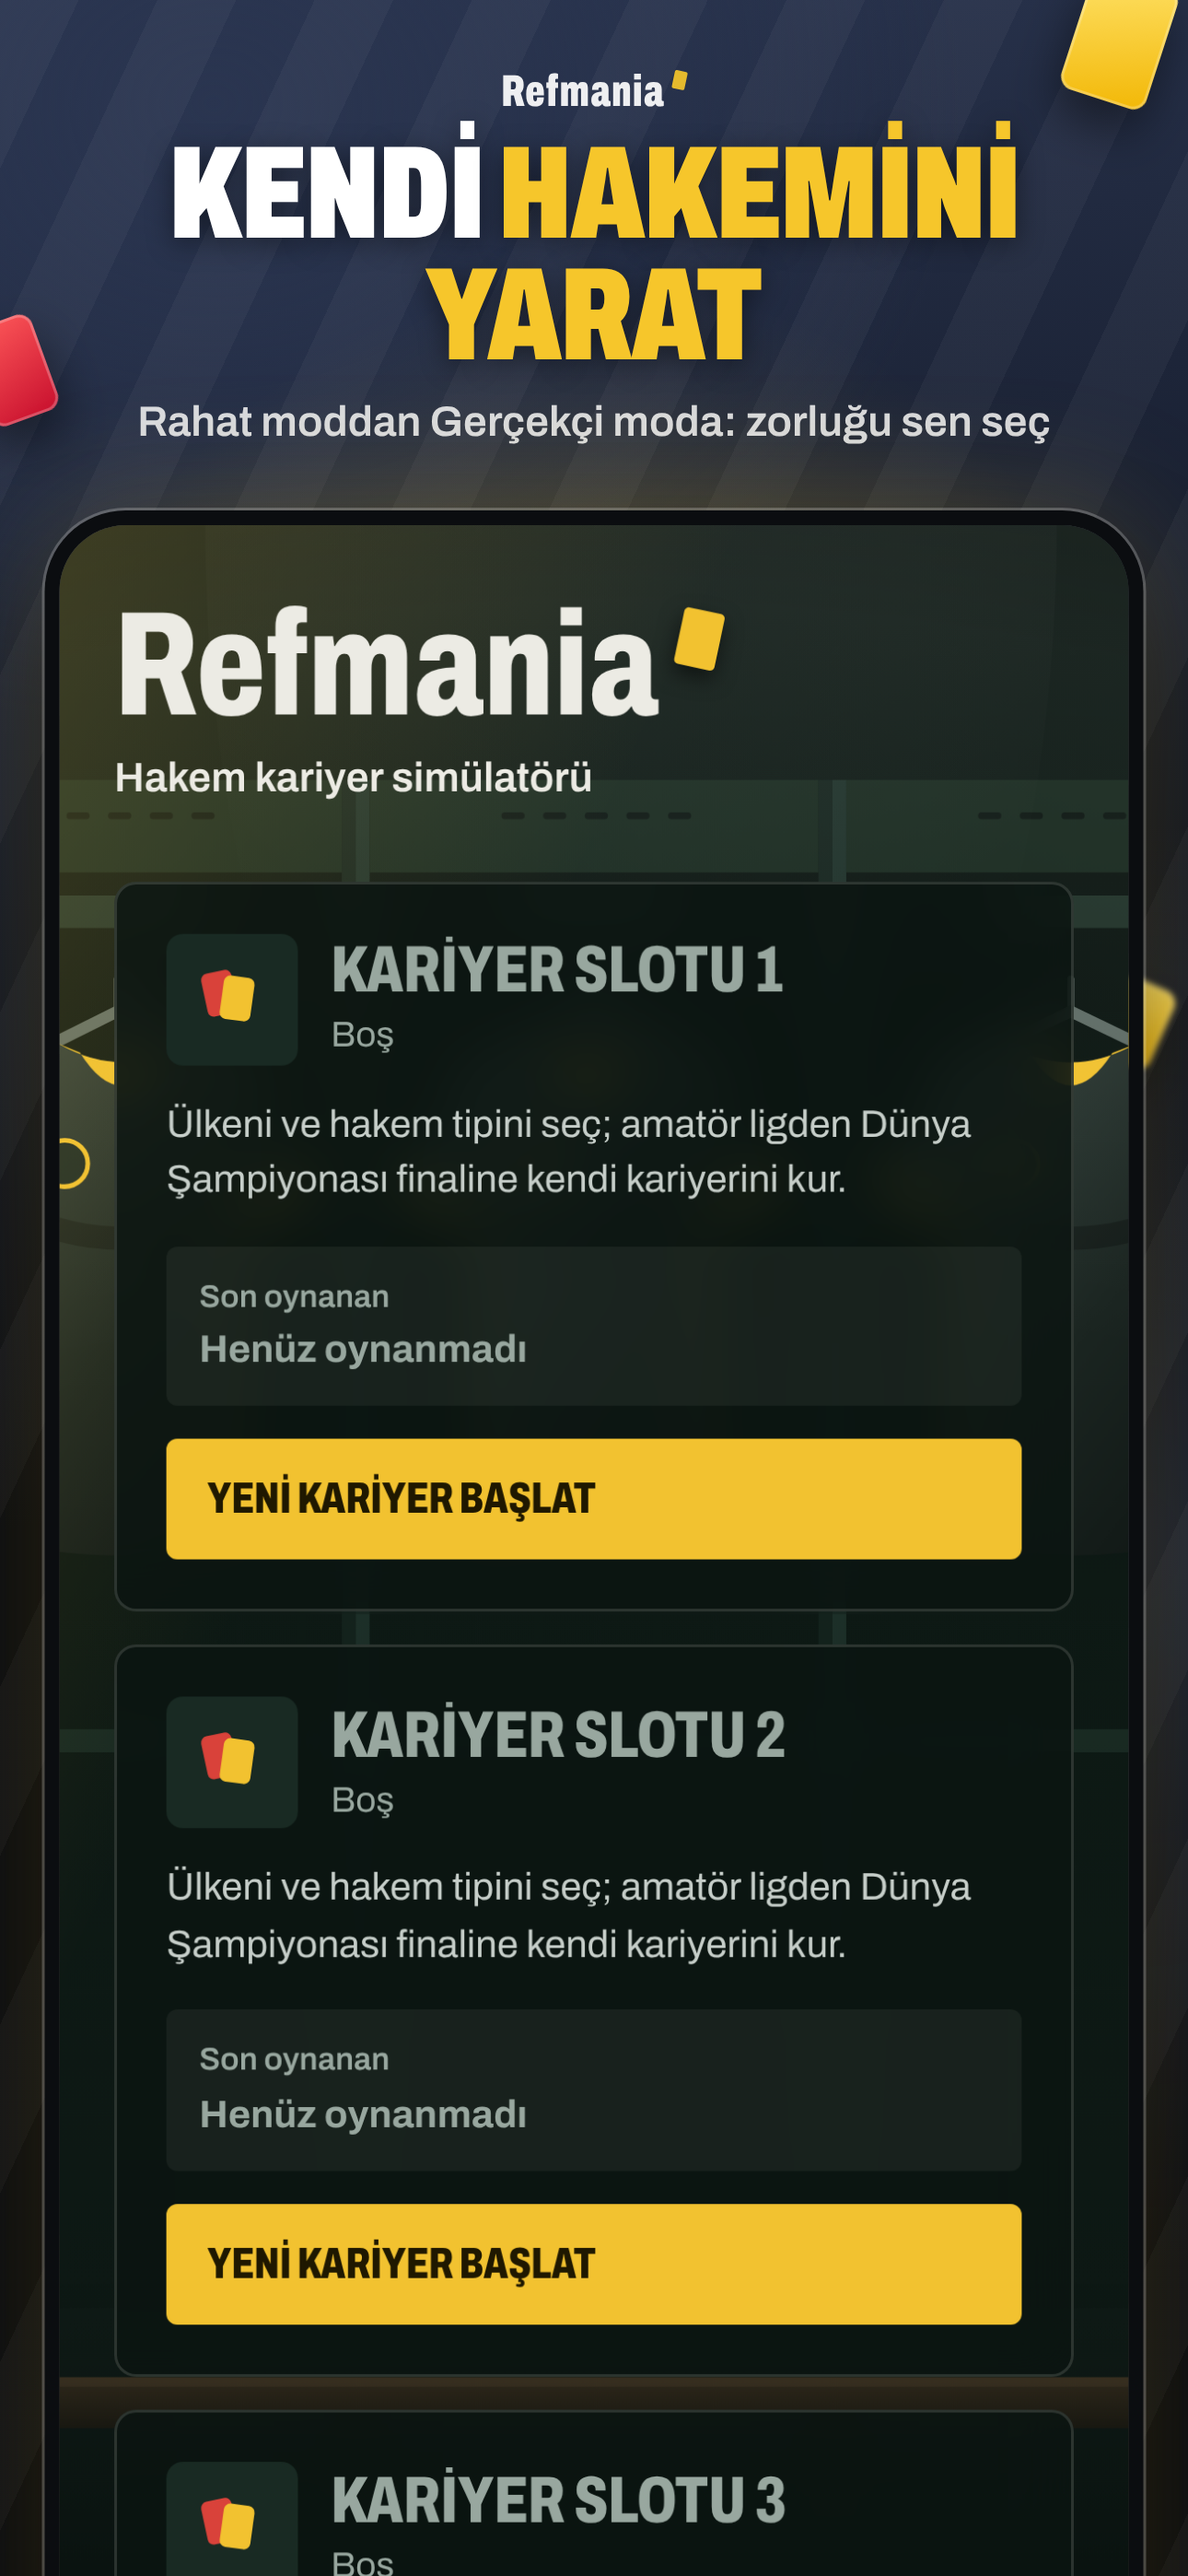 Refmania
KENDİ HAKEMİNİ
YARAT
Rahat moddan Gerçekçi moda: zorluğu sen seç
Refmania
Hakem kariyer simülatörü
KARİYER SLOTU 1
Boş
Ülkeni ve hakem tipini seç; amatör ligden Dünya
Şampiyonası finaline kendi kariyerini kur.
Son oynanan
Henüz oynanmadı
YENİ KARİYER BAŞLAT
KARİYER SLOTU 2
Boş
Ülkeni ve hakem tipini seç; amatör ligden Dünya
Şampiyonası finaline kendi kariyerini kur.
Son oynanan
Henüz oynanmadı
YENİ KARİYER BAŞLAT
KARİYER SLOTU 3
Boş